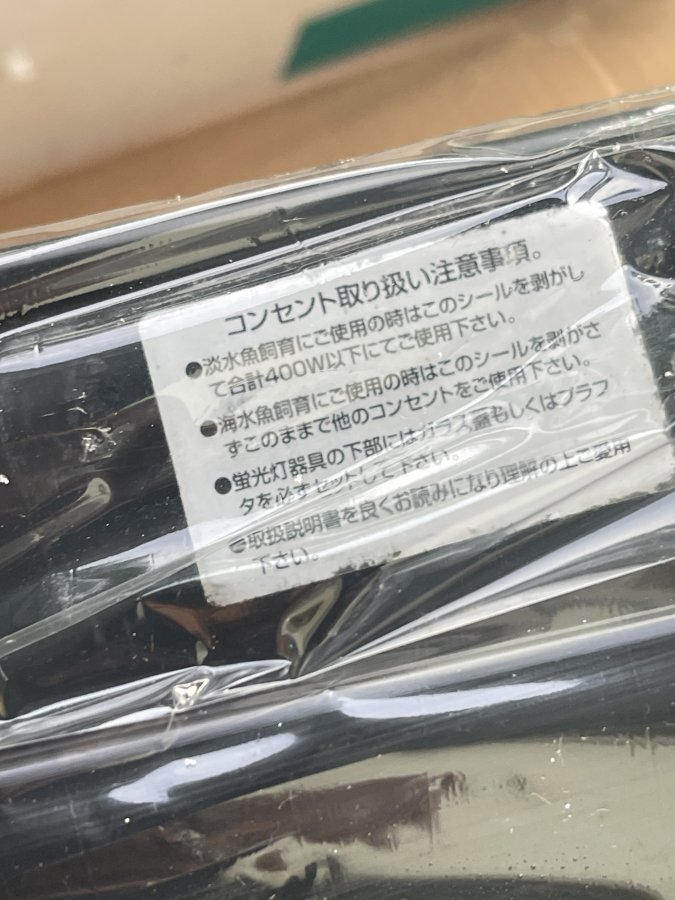 コンセント取り扱い注意事項。
●淡水魚飼育にご使用の時はこのシールを剥がし
て合計400W以下にてご使用下さい。
●海水魚飼育にご使用の時はこのシールを剥がさ
ずこのままで他のコンセントをご使用下さい。
●蛍光灯器具の下部にはガラス蓋もしくはプラフ
タを必ずセットして下さい。
●取扱説明書を良くお読みになり理解の上ご愛用
下さい。